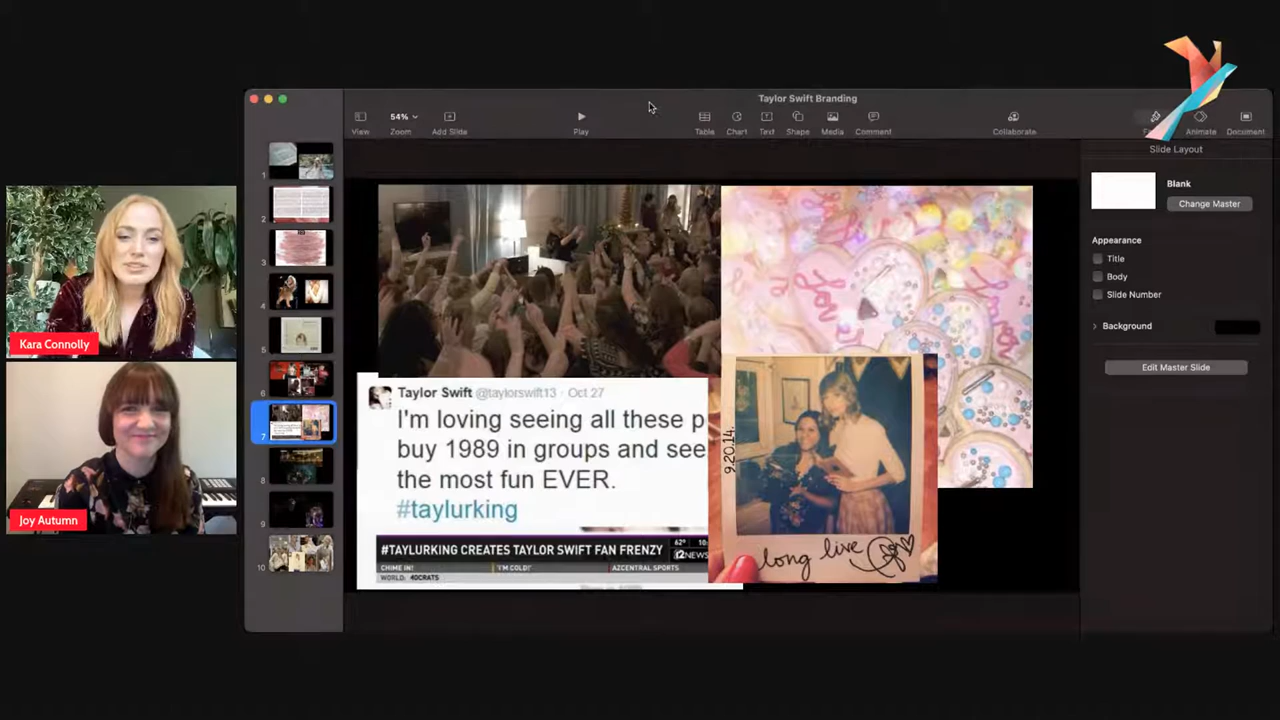 Taylor Swift Branding
54%
View
Zoom
Add Slide
Play
Table
Chart
Text
Shape
Media
Comment
Collaborate
Animate
Document
Slide Layout
Blank
Change Master
Appearance
Title
Body
Slide Number
Background
Edit Master Slide
1
2
3
4
5
6
7
8
9
10
Kara Connolly
Joy Autumn
Taylor Swift @taylorswift13 · Oct 27
I'm loving seeing all these p
buy 1989 in groups and see
the most fun EVER.
#taylurking
#TAYLURKING CREATES TAYLOR SWIFT FAN FRENZY
62° 10:
12NEWS
CHIME IN! "I'M COLD!" AZCENTRAL SPORTS
WORLD:
9.20.14.
long live